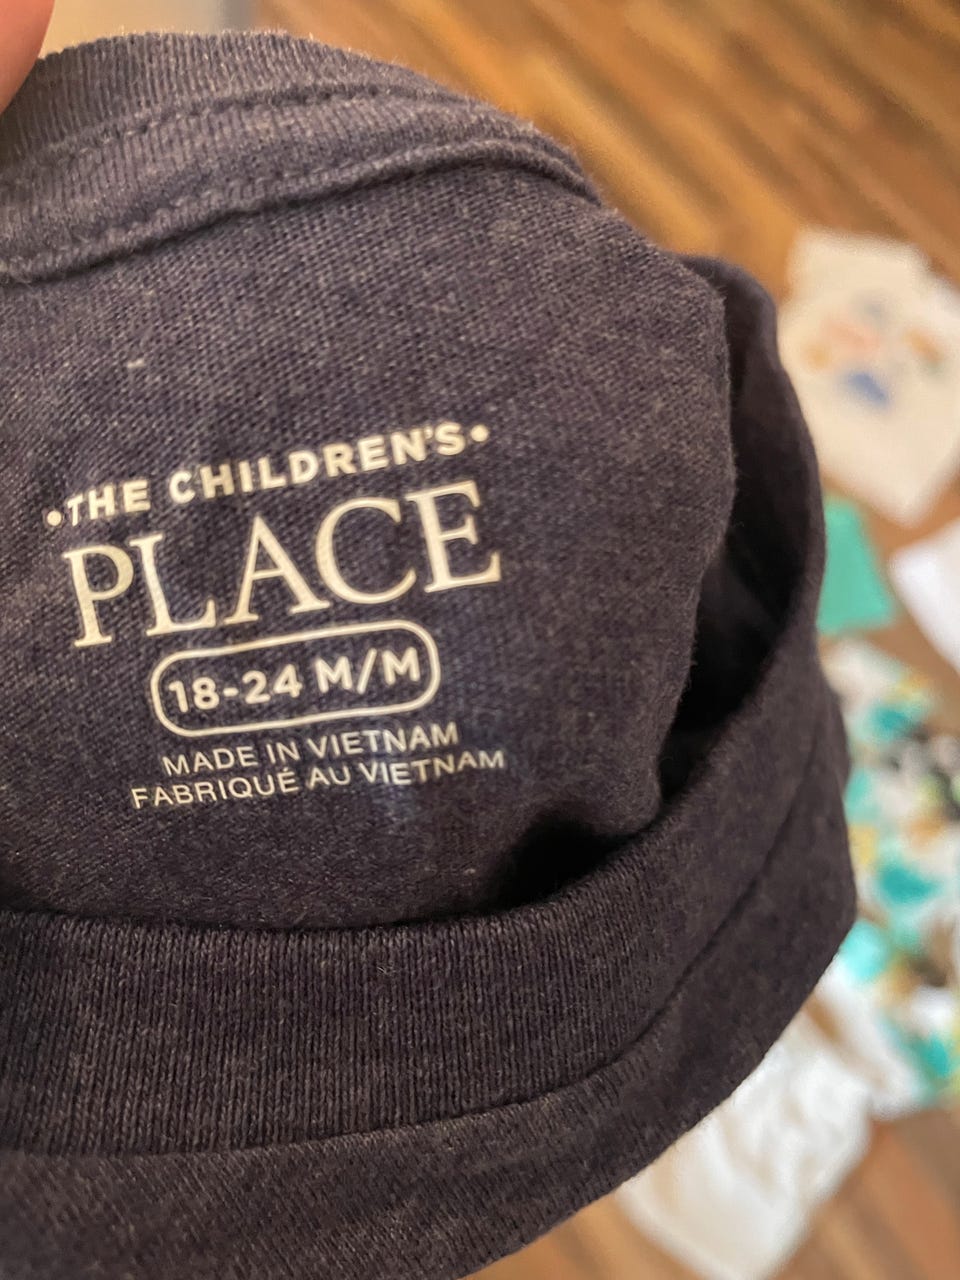 •THE CHILDREN'S•
PLACE
18-24 M/M
MADE IN VIETNAM
FABRIQUÉ AU VIETNAM